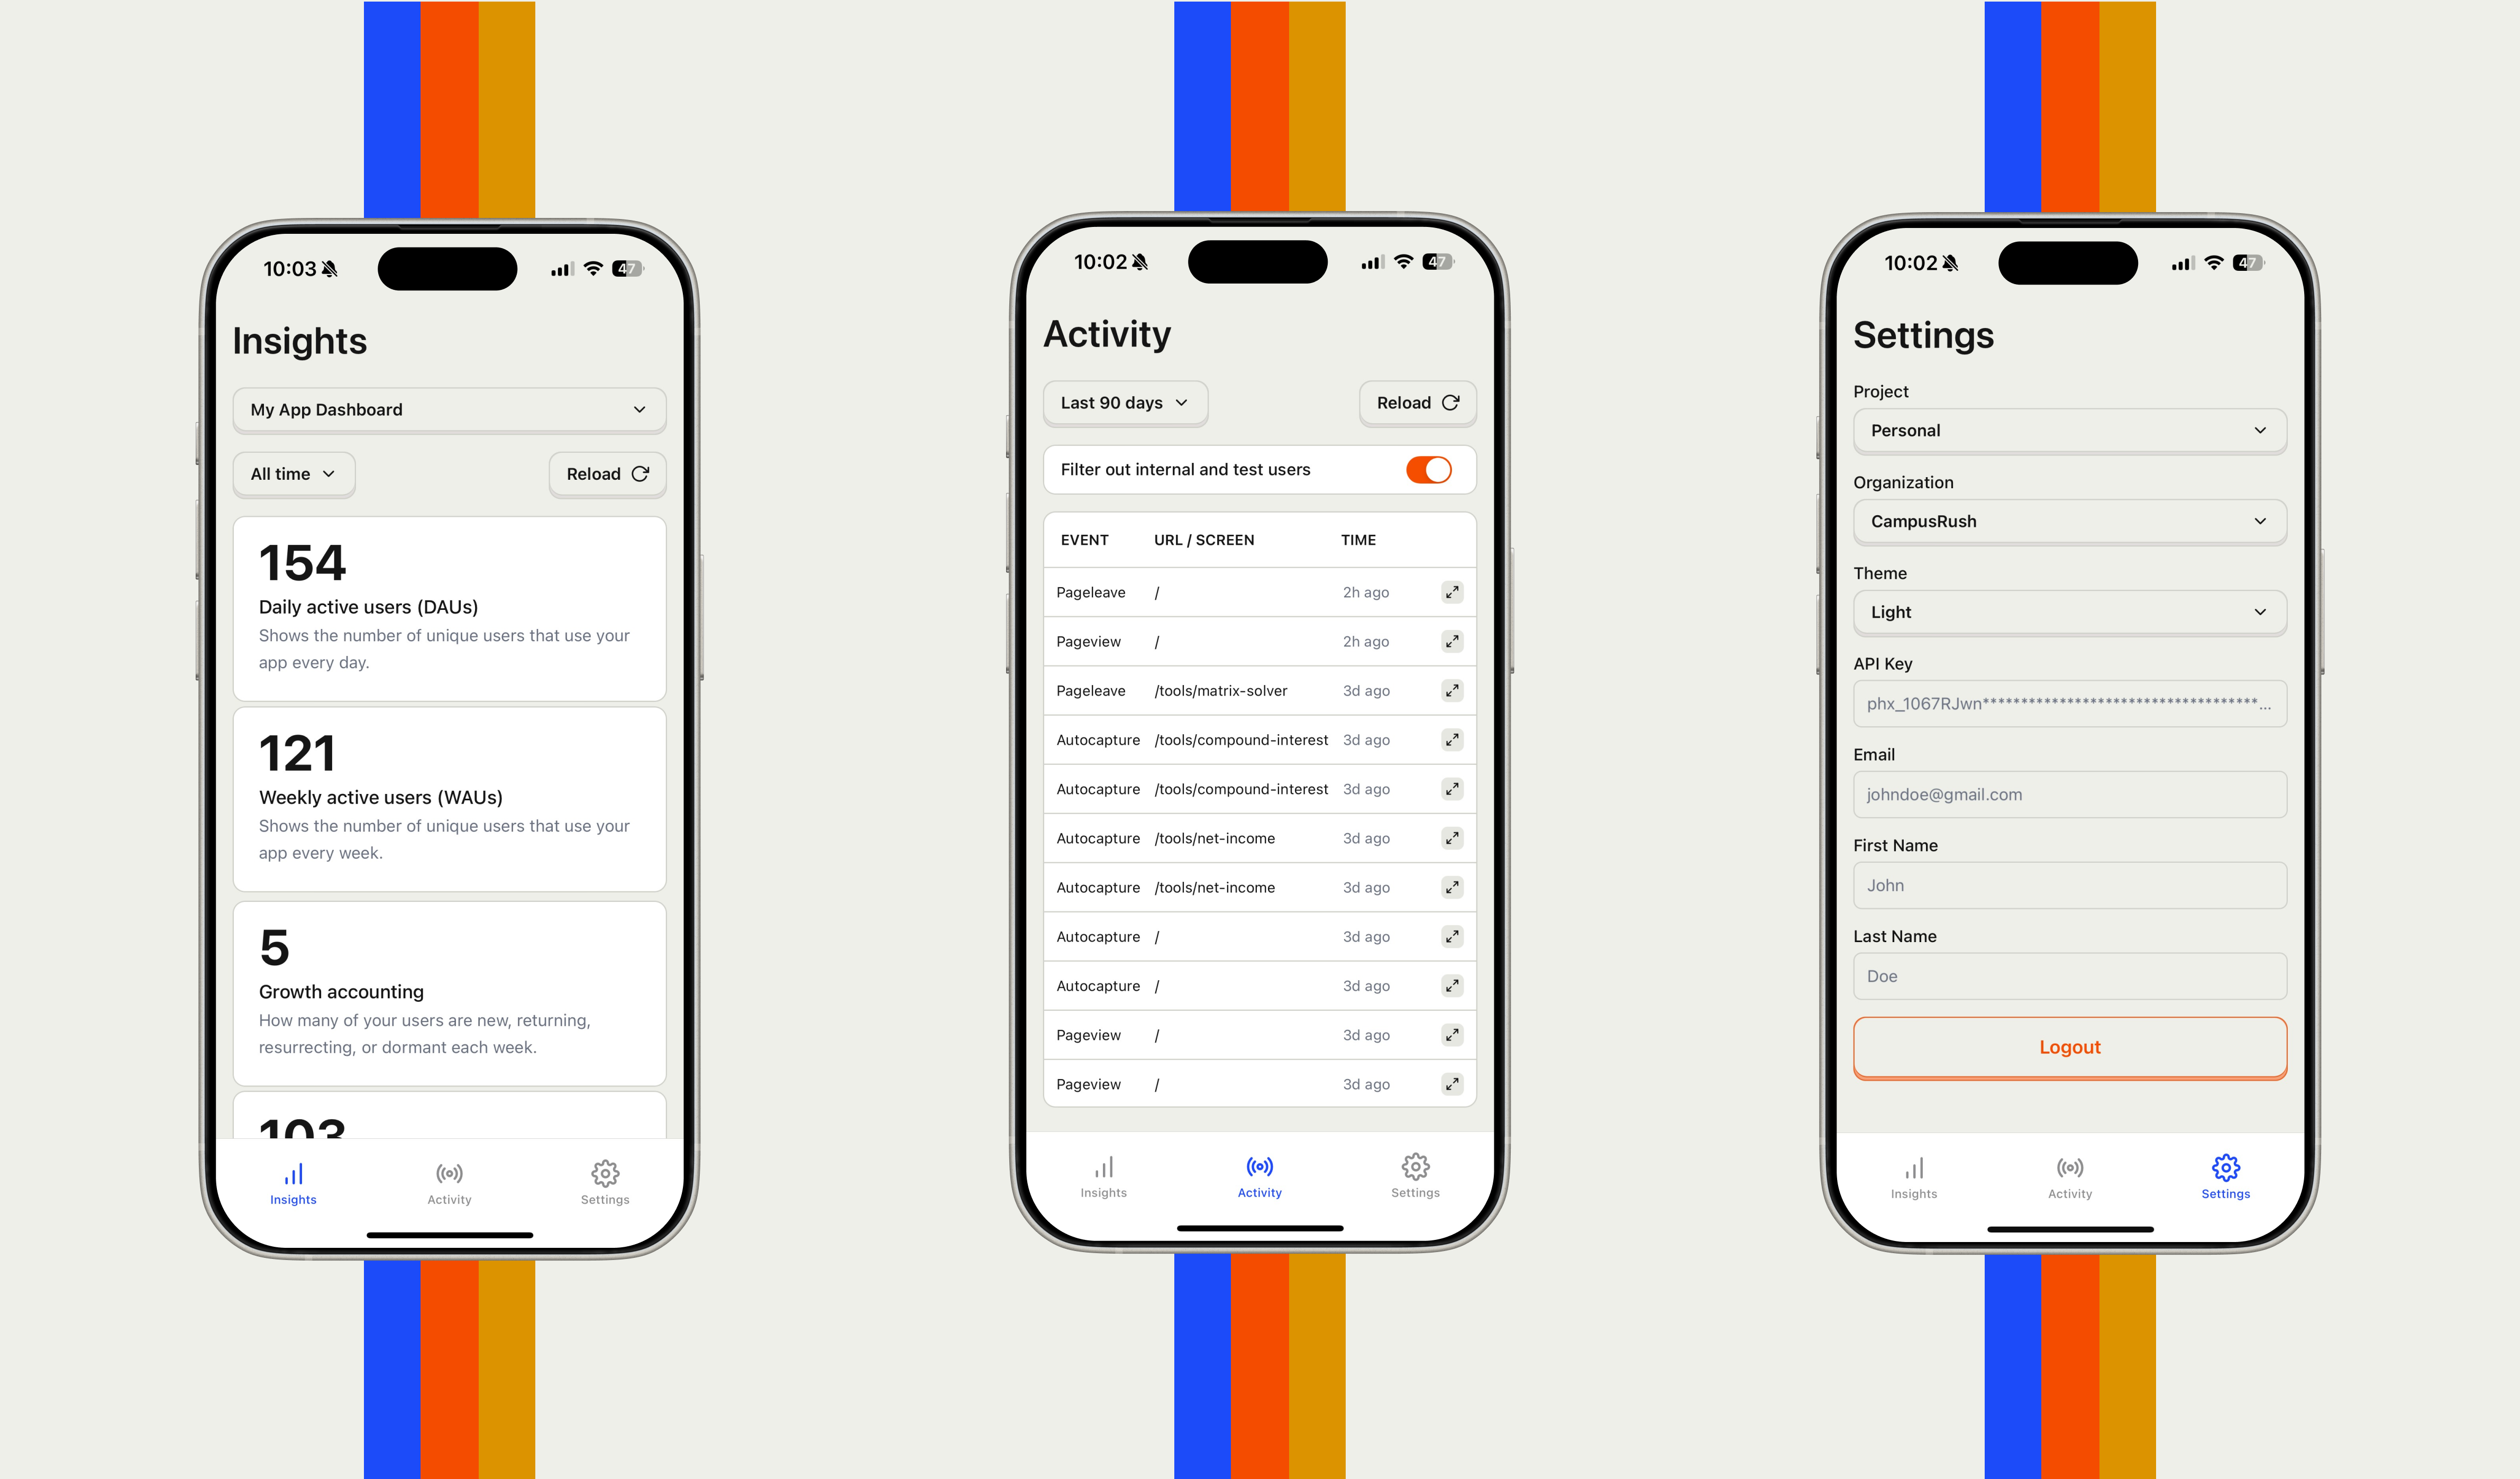 10:03
47
Insights
My App Dashboard
All time
Reload
154
Daily active users (DAUs)
Shows the number of unique users that use your
app every day.
121
Weekly active users (WAUs)
Shows the number of unique users that use your
app every week.
5
Growth accounting
How many of your users are new, returning,
resurrecting, or dormant each week.
103
Insights
Activity
Settings
10:02
47
Activity
Last 90 days
Reload
Filter out internal and test users
EVENT URL / SCREEN TIME
Pageleave / 2h ago
Pageview / 2h ago
Pageleave /tools/matrix-solver 3d ago
Autocapture /tools/compound-interest 3d ago
Autocapture /tools/compound-interest 3d ago
Autocapture /tools/net-income 3d ago
Autocapture /tools/net-income 3d ago
Autocapture / 3d ago
Autocapture / 3d ago
Pageview / 3d ago
Pageview / 3d ago
Insights
Activity
Settings
10:02
47
Settings
Project
Personal
Organization
CampusRush
Theme
Light
API Key
phx_1067RJwn************************************...
Email
johndoe@gmail.com
First Name
John
Last Name
Doe
Logout
Insights
Activity
Settings